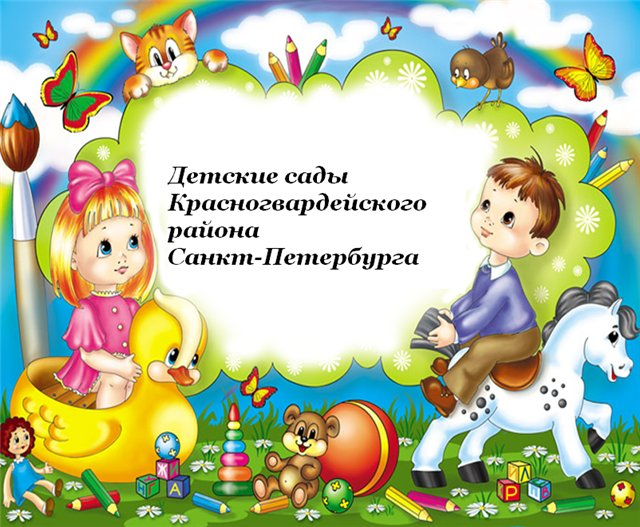 Детские сады
Красногвардейского
района
Санкт-Петербурга
Ж
А
Р